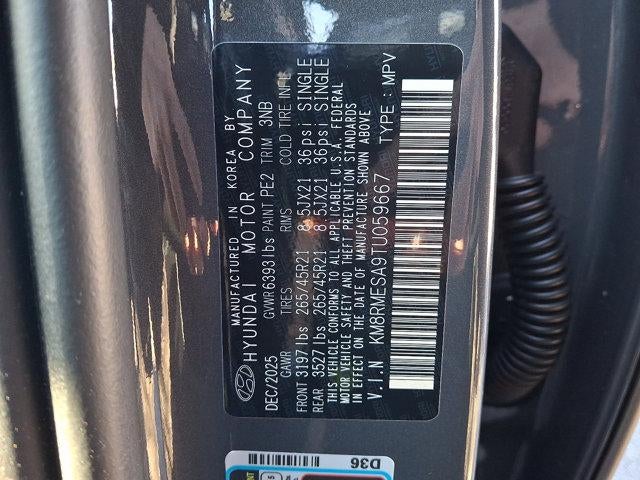 MANUFACTURED IN KOREA BY
HYUNDAI MOTOR COMPANY
DEC/2025 GVWR 6393 lbs PAINT PE2 TRIM 3NB
GAWR TIRES RIMS COLD TIRE INFL
FRONT 3197 lbs 265/45R21 8.5JX21 36psi SINGLE
REAR 3527 lbs 265/45R21 8.5JX21 36psi SINGLE
THIS VEHICLE CONFORMS TO ALL APPLICABLE U.S.A. FEDERAL
MOTOR VEHICLE SAFETY AND THEFT PREVENTION STANDARDS
IN EFFECT ON THE DATE OF MANUFACTURE SHOWN ABOVE
V.I.N KM8RMESA9TU059667 TYPE : MPV
D36